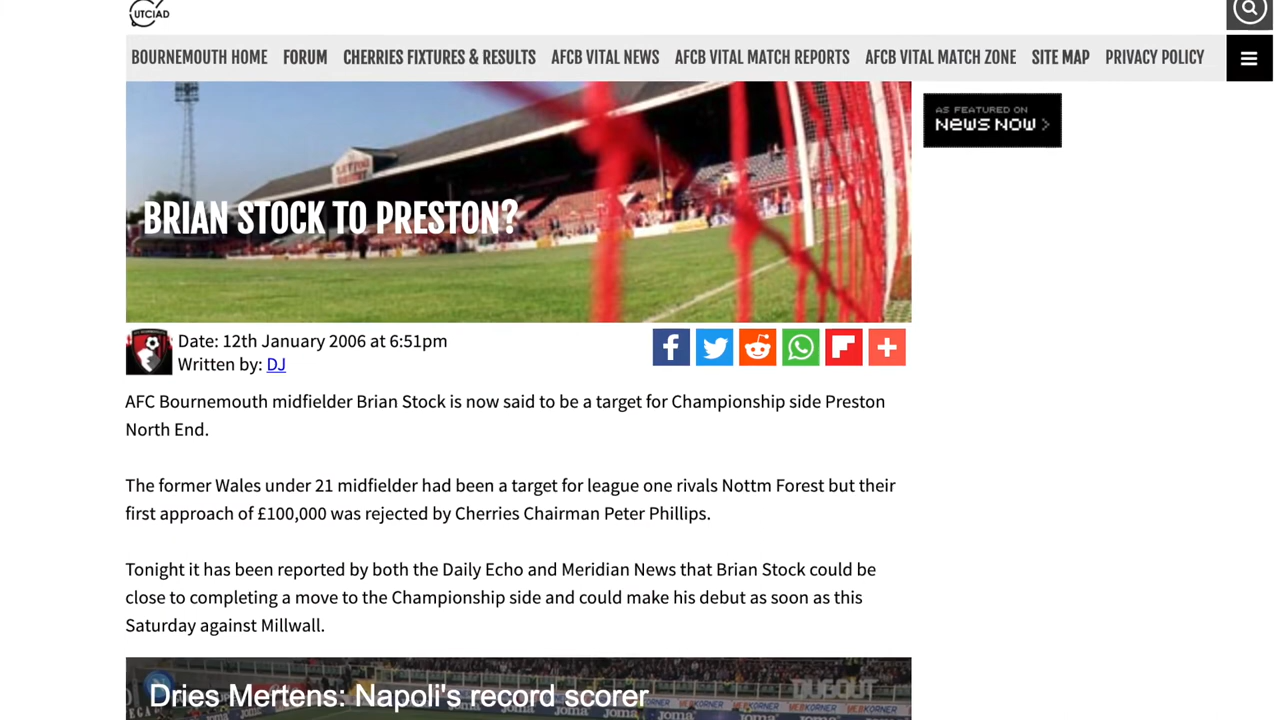 UTCIAD
BOURNEMOUTH HOME FORUM CHERRIES FIXTURES & RESULTS AFCB VITAL NEWS AFCB VITAL MATCH REPORTS AFCB VITAL MATCH ZONE SITE MAP PRIVACY POLICY
AS FEATURED ON
NEWS NOW >
BRIAN STOCK TO PRESTON?
Date: 12th January 2006 at 6:51pm
Written by: DJ
AFC Bournemouth midfielder Brian Stock is now said to be a target for Championship side Preston
North End.
The former Wales under 21 midfielder had been a target for league one rivals Nottm Forest but their
first approach of £100,000 was rejected by Cherries Chairman Peter Phillips.
Tonight it has been reported by both the Daily Echo and Meridian News that Brian Stock could be
close to completing a move to the Championship side and could make his debut as soon as this
Saturday against Millwall.
Dries Mertens: Napoli's record scorer
DUGOUT